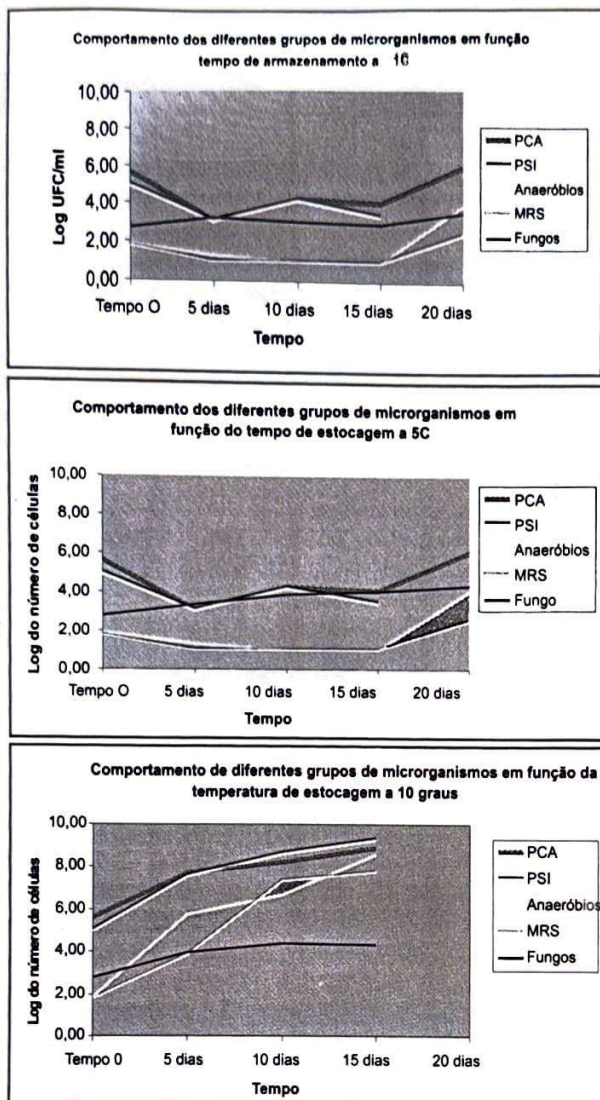 Comportamento dos diferentes grupos de microrganismos em função
tempo de armazenamento a 1C
Log UFC/ml
10,00
8,00
6,00
4,00
2,00
0,00
Tempo O
5 dias
10 dias
15 dias
20 dias
Tempo
PCA
PSI
Anaeróbios
MRS
Fungos
Comportamento dos diferentes grupos de microrganismos em
função do tempo de estocagem a 5C
Log do número de células
10,00
8,00
6,00
4,00
2,00
0,00
Tempo O
5 dias
10 dias
15 dias
20 dias
Tempo
PCA
PSI
Anaeróbios
MRS
Fungo
Comportamento de diferentes grupos de microrganismos em função da
temperatura de estocagem a 10 graus
Log do número de células
10,00
8,00
6,00
4,00
2,00
0,00
Tempo 0
5 dias
10 dias
15 dias
20 dias
Tempo
PCA
PSI
Anaeróbios
MRS
Fungos